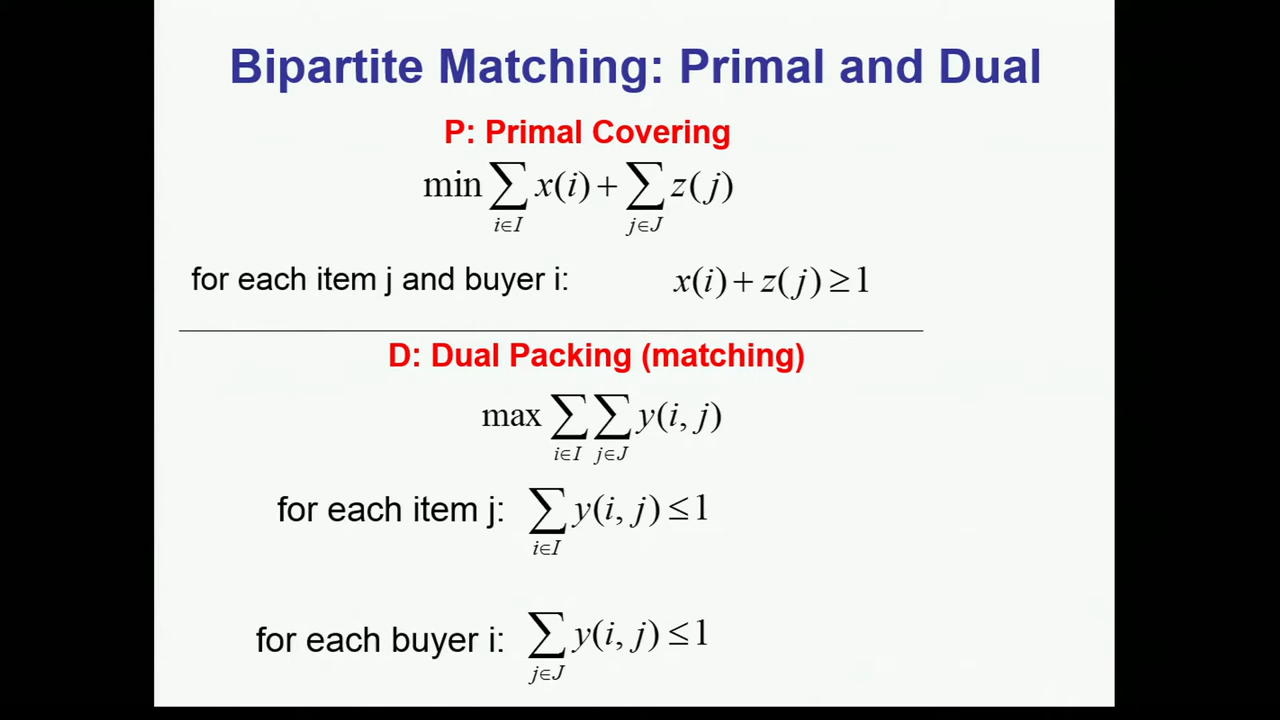 Bipartite Matching: Primal and Dual
P: Primal Covering
min ∑ x(i) + ∑ z(j)
i∈I j∈J
for each item j and buyer i: x(i) + z(j) ≥ 1
D: Dual Packing (matching)
max ∑ ∑ y(i, j)
i∈I j∈J
for each item j: ∑ y(i, j) ≤ 1
i∈I
for each buyer i: ∑ y(i, j) ≤ 1
j∈J